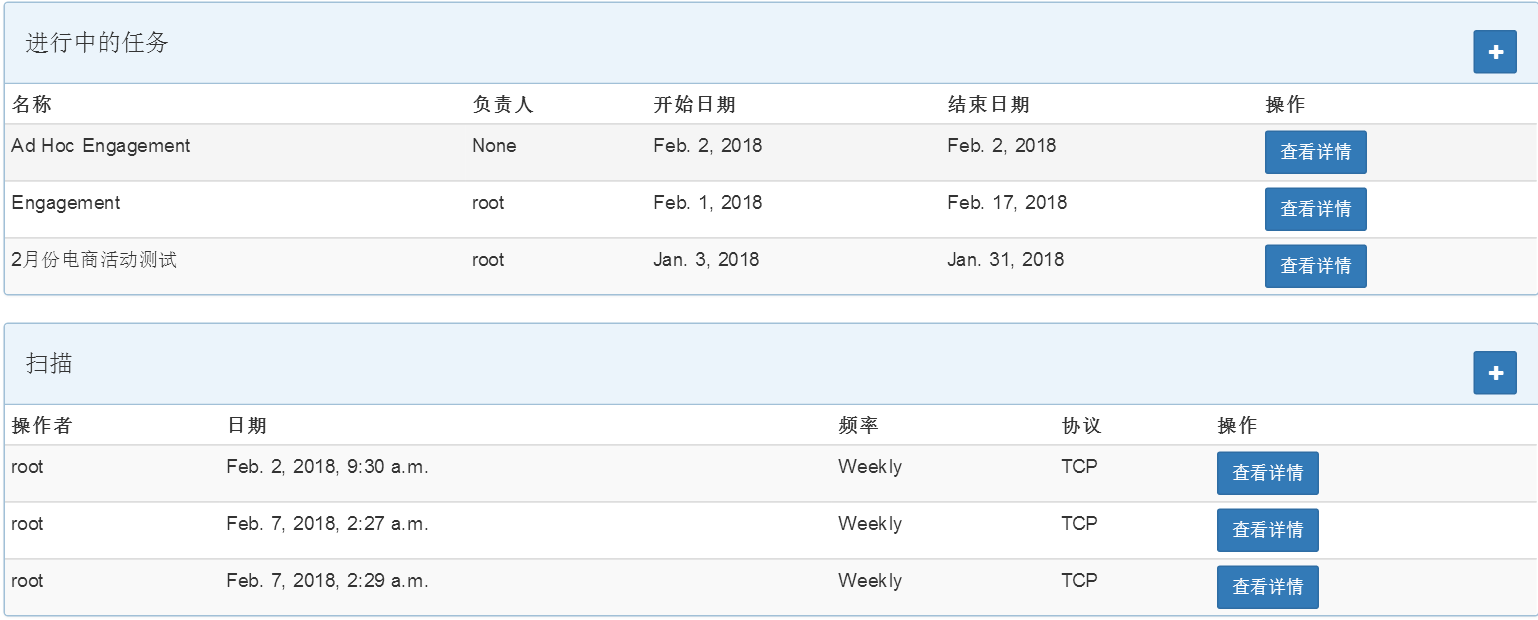 进行中的任务
名称 负责人 开始日期 结束日期 操作
Ad Hoc Engagement None Feb. 2, 2018 Feb. 2, 2018 查看详情
Engagement root Feb. 1, 2018 Feb. 17, 2018 查看详情
2月份电商活动测试 root Jan. 3, 2018 Jan. 31, 2018 查看详情
扫描
操作者 日期 频率 协议 操作
root Feb. 2, 2018, 9:30 a.m. Weekly TCP 查看详情
root Feb. 7, 2018, 2:27 a.m. Weekly TCP 查看详情
root Feb. 7, 2018, 2:29 a.m. Weekly TCP 查看详情